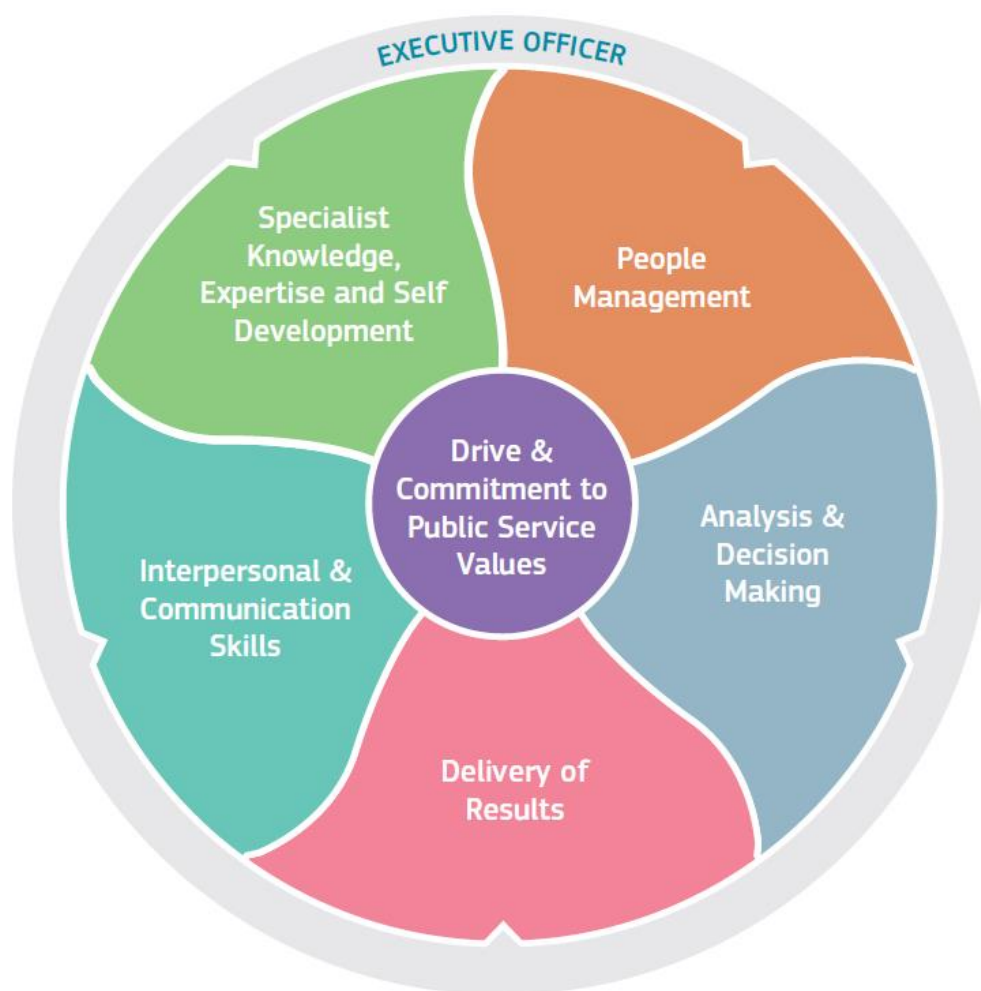 EXECUTIVE OFFICER
Specialist
Knowledge,
Expertise and Self
Development
People
Management
Drive &
Commitment to
Public Service
Values
Analysis &
Decision
Making
Interpersonal &
Communication
Skills
Delivery of
Results